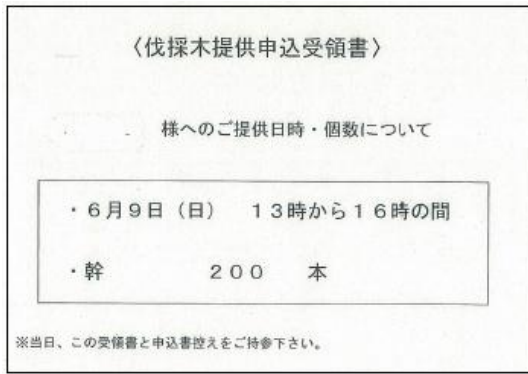 〈伐採木提供申込受領書〉
様へのご提供日時・個数について
・6月9日（日）　13時から16時の間
・幹　200　本
※当日、この受領書と申込書控えをご持参下さい。